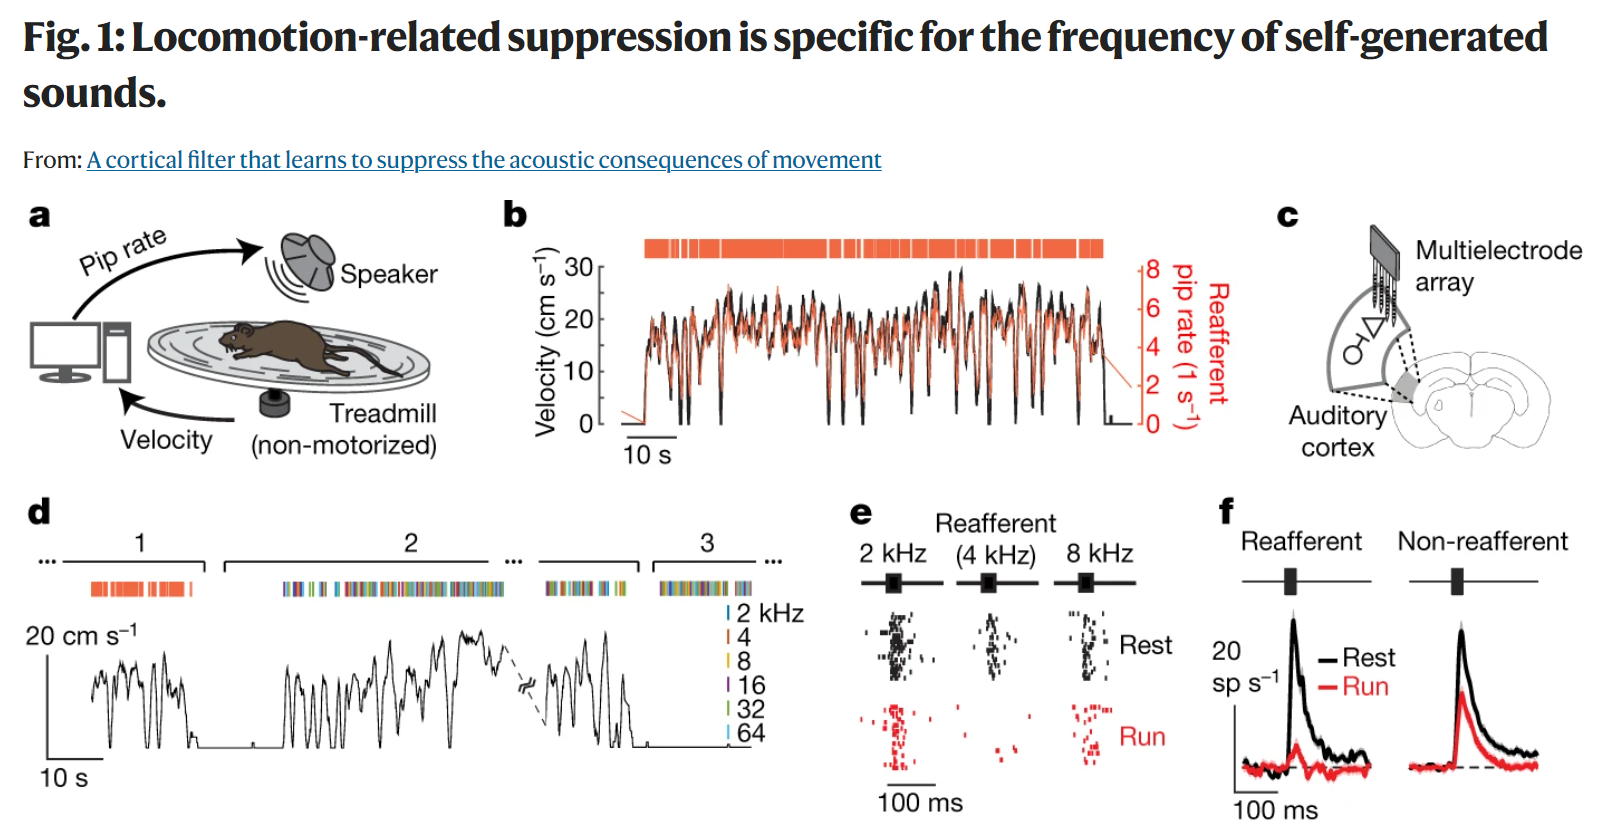 Fig. 1: Locomotion-related suppression is specific for the frequency of self-generated
sounds.
From: A cortical filter that learns to suppress the acoustic consequences of movement
a
Pip rate
Speaker
Treadmill
(non-motorized)
Velocity
b
Velocity (cm s⁻¹)
30
20
10
0
8
6
4
2
0
Reafferent
pip rate (1 s⁻¹)
10 s
c
Multielectrode
array
Auditory
cortex
d
... 1 2 ... 3 ...
20 cm s⁻¹
10 s
2 kHz
4
8
16
32
64
e
Reafferent
2 kHz (4 kHz) 8 kHz
Rest
Run
100 ms
f
Reafferent Non-reafferent
20
sp s⁻¹
Rest
Run
100 ms